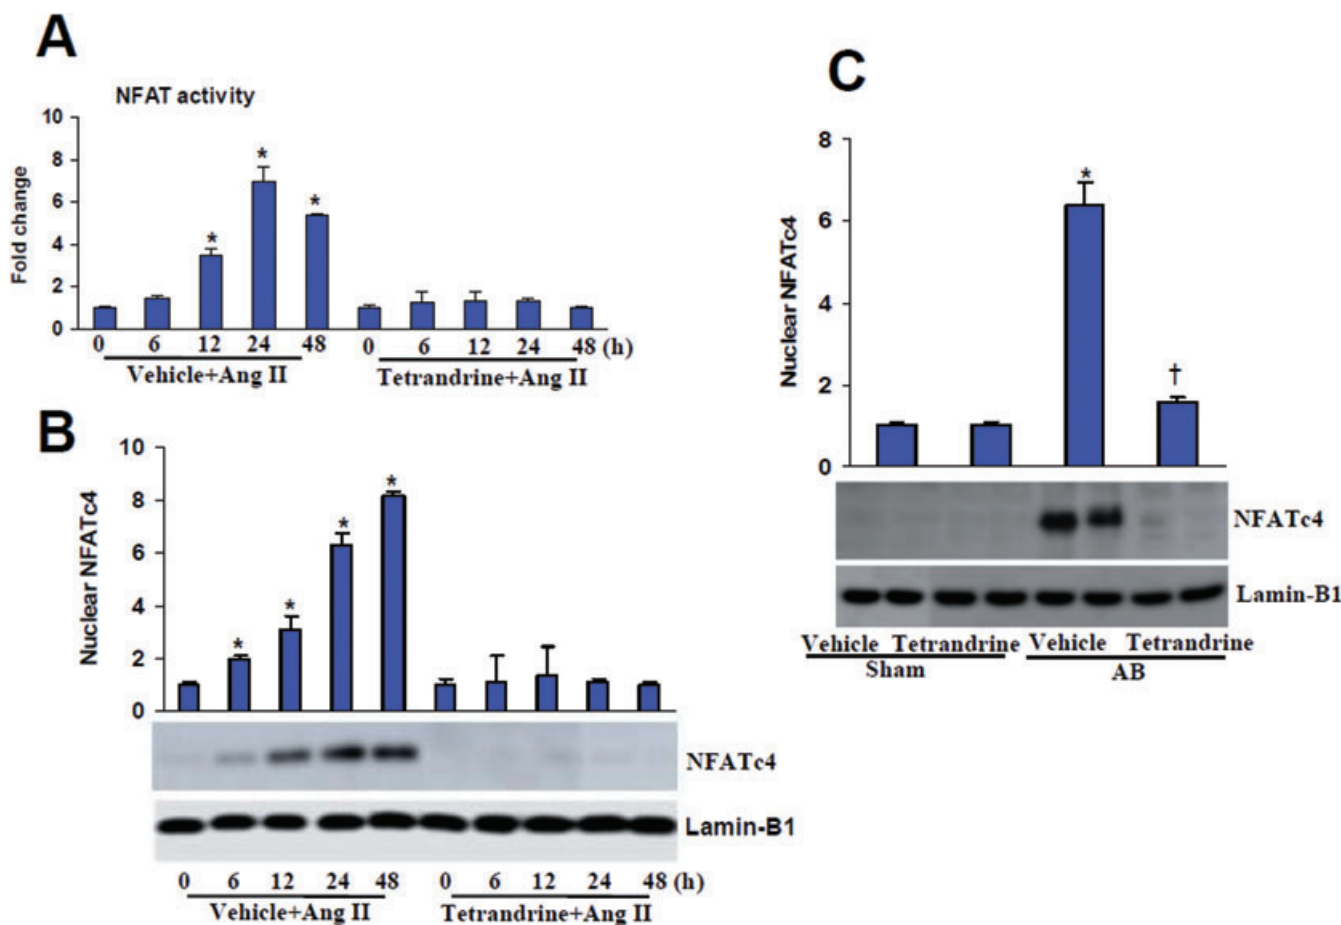 A
NFAT activity
Fold change
10
8
6
4
2
0
* * *
0 6 12 24 48 0 6 12 24 48 (h)
Vehicle+Ang II Tetrandrine+Ang II
B
Nuclear NFATc4
10
8
6
4
2
0
* * * *
NFATc4
Lamin-B1
0 6 12 24 48 0 6 12 24 48 (h)
Vehicle+Ang II Tetrandrine+Ang II
C
Nuclear NFATc4
8
6
4
2
0
* †
NFATc4
Lamin-B1
Vehicle Tetrandrine Vehicle Tetrandrine
Sham AB